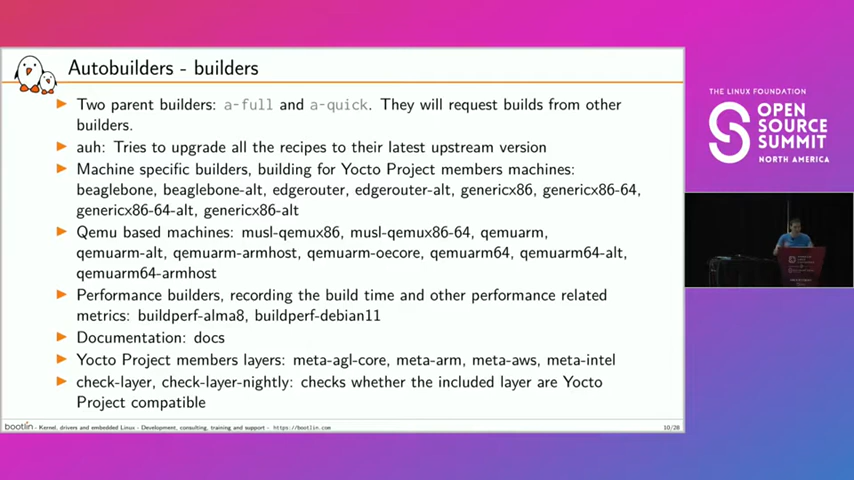 Autobuilders - builders
Two parent builders: a-full and a-quick. They will request builds from other
builders.
auh: Tries to upgrade all the recipes to their latest upstream version
Machine specific builders, building for Yocto Project members machines:
beaglebone, beaglebone-alt, edgerouter, edgerouter-alt, genericx86, genericx86-64,
genericx86-64-alt, genericx86-alt
Qemu based machines: musl-qemux86, musl-qemux86-64, qemuarm,
qemuarm-alt, qemuarm-armhost, qemuarm-oecore, qemuarm64, qemuarm64-alt,
qemuarm64-armhost
Performance builders, recording the build time and other performance related
metrics: buildperf-alma8, buildperf-debian11
Documentation: docs
Yocto Project members layers: meta-agl-core, meta-arm, meta-aws, meta-intel
check-layer, check-layer-nightly: checks whether the included layer are Yocto
Project compatible
bootlin - Kernel, drivers and embedded Linux - Development, consulting, training and support - https://bootlin.com
10/28
THE LINUX FOUNDATION
OPEN
SOURCE
SUMMIT
NORTH AMERICA